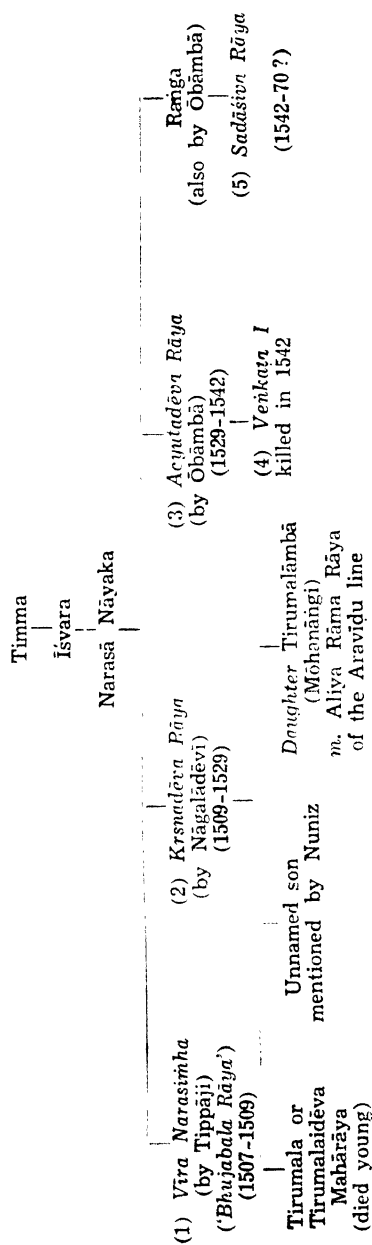 Timma
Īśvara
Narasā Nāyaka
(1) Vīra Narasiṁha
(by Tippāji)
('Bhujabala Rāya')
(1507-1509)
(2) Kṛsnadēva Rāya
(by Nāgalādēvi)
(1509-1529)
(3) Acyutadēva Rāya
(by Ōbāmbā)
(1529-1542)
Raṅga
(also by Ōbāmbā)
Tirumala or
Tirumalaidēva
Mahārāya
(died young)
Unnamed son
mentioned by Nuniz
Daughter Tirumalāmbā
(Mōhanāngi)
m. Aliya Rāma Rāya
of the Araviḍu line
(4) Veṅkaṭa I
killed in 1542
(5) Sadāśiva Rāya
(1542-70 ?)